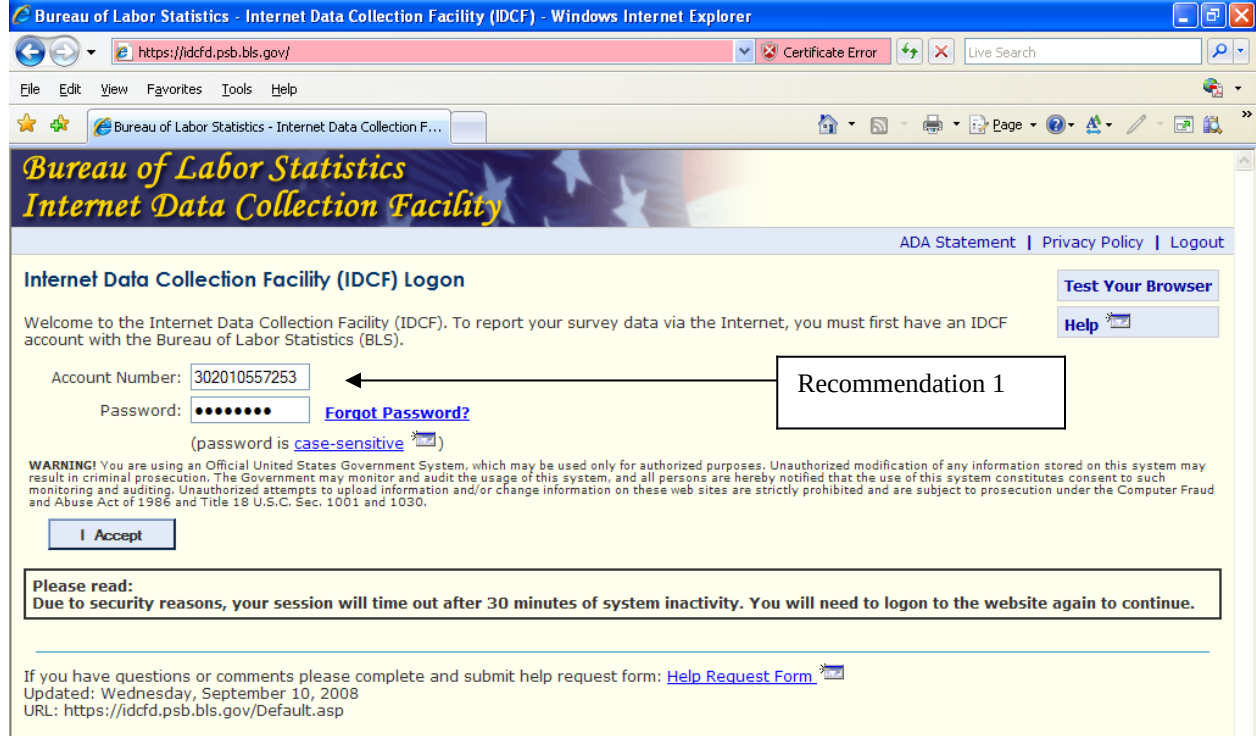 Bureau of Labor Statistics - Internet Data Collection Facility (IDCF) - Windows Internet Explorer
https://idcfd.psb.bls.gov/
Certificate Error
Live Search
File Edit View Favorites Tools Help
Bureau of Labor Statistics - Internet Data Collection F...
Page
Bureau of Labor Statistics
Internet Data Collection Facility
ADA Statement | Privacy Policy | Logout
Internet Data Collection Facility (IDCF) Logon
Test Your Browser
Help
Welcome to the Internet Data Collection Facility (IDCF). To report your survey data via the Internet, you must first have an IDCF
account with the Bureau of Labor Statistics (BLS).
Account Number: 302010557253
Recommendation 1
Password: ●●●●●●●● Forgot Password?
(password is case-sensitive )
WARNING! You are using an Official United States Government System, which may be used only for authorized purposes. Unauthorized modification of any information stored on this system may
result in criminal prosecution. The Government may monitor and audit the usage of this system, and all persons are hereby notified that the use of this system constitutes consent to such
monitoring and auditing. Unauthorized attempts to upload information and/or change information on these web sites are strictly prohibited and are subject to prosecution under the Computer Fraud
and Abuse Act of 1986 and Title 18 U.S.C. Sec. 1001 and 1030.
I Accept
Please read:
Due to security reasons, your session will time out after 30 minutes of system inactivity. You will need to logon to the website again to continue.
If you have questions or comments please complete and submit help request form: Help Request Form
Updated: Wednesday, September 10, 2008
URL: https://idcfd.psb.bls.gov/Default.asp